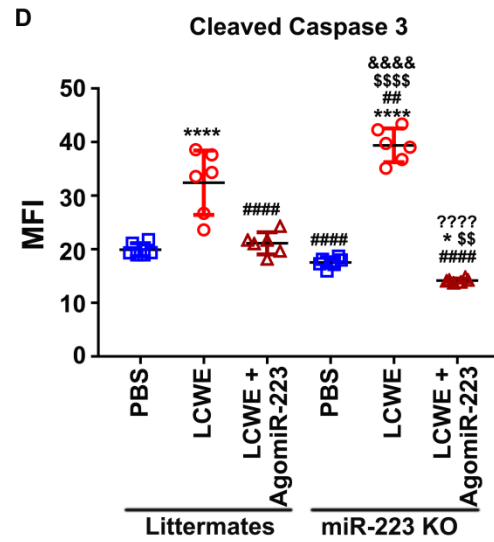 D
Cleaved Caspase 3
MFI
50
40
30
20
10
0
****
####
####
&&&&
$$$$
##
****
????
* $$
####
PBS
LCWE
LCWE +
AgomiR-223
PBS
LCWE
LCWE +
AgomiR-223
Littermates
miR-223 KO